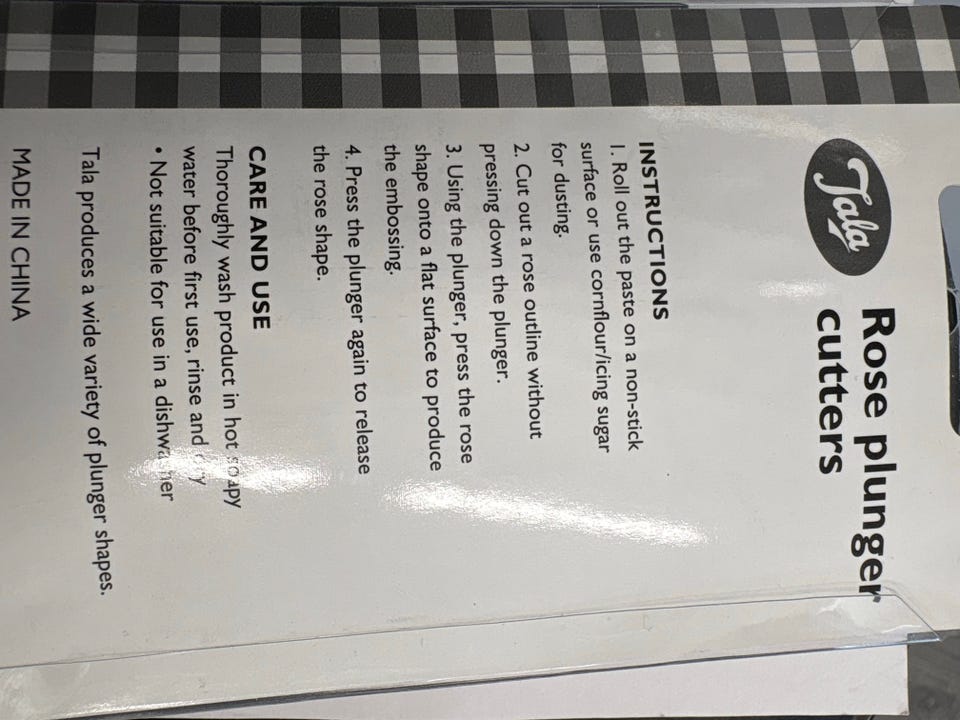 Tala
Rose plunger
cutters
INSTRUCTIONS
1. Roll out the paste on a non-stick
surface or use cornflour/icing sugar
for dusting.
2. Cut out a rose outline without
pressing down the plunger.
3. Using the plunger, press the rose
shape onto a flat surface to produce
the embossing.
4. Press the plunger again to release
the rose shape.
CARE AND USE
Thoroughly wash product in hot soapy
water before first use, rinse and dry
• Not suitable for use in a dishwasher
Tala produces a wide variety of plunger shapes.
MADE IN CHINA